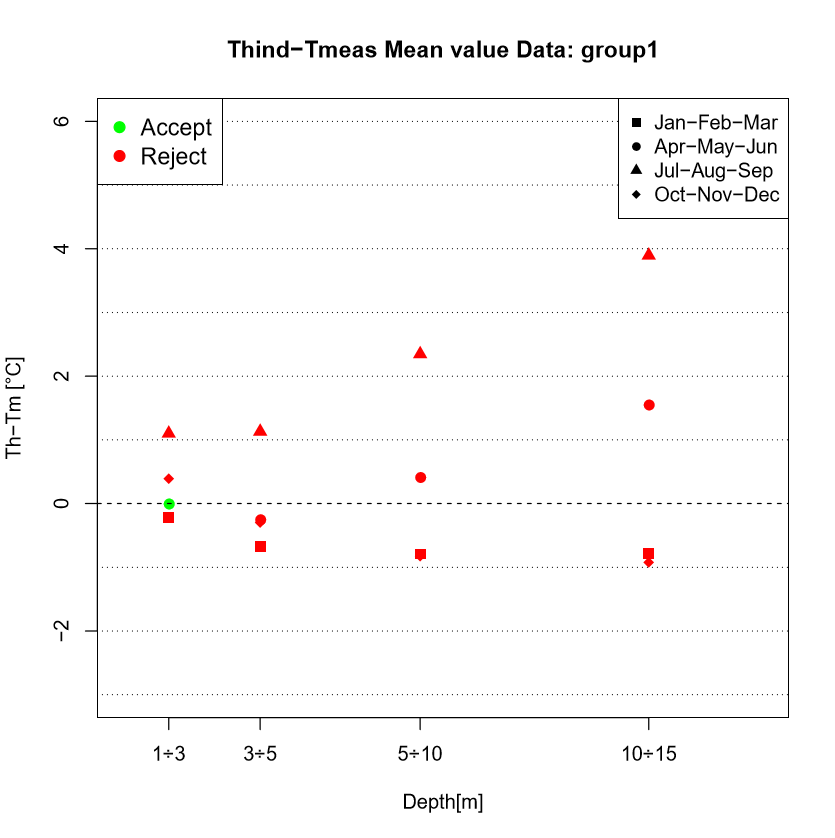 Thind−Tmeas Mean value Data: group1
Accept
Reject
Jan−Feb−Mar
Apr−May−Jun
Jul−Aug−Sep
Oct−Nov−Dec
Th−Tm [°C]
6
4
2
0
−2
1÷3 3÷5 5÷10 10÷15
Depth[m]